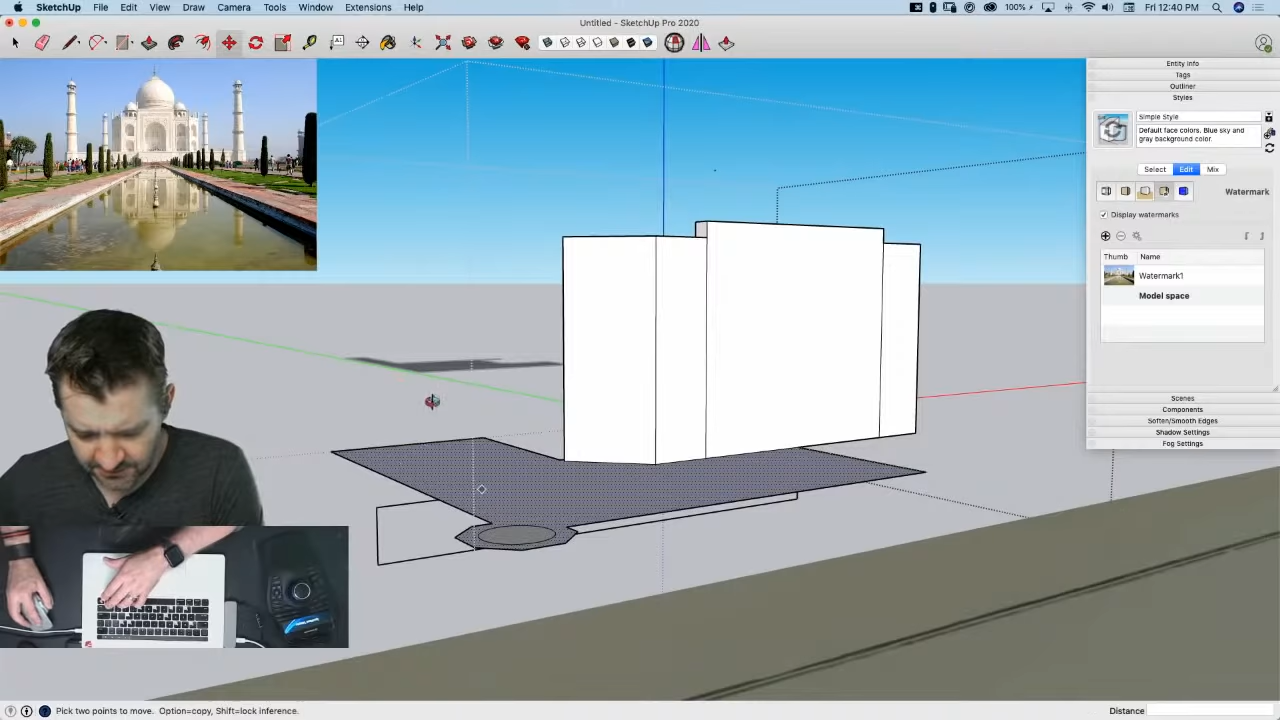 SketchUp File Edit View Draw Camera Tools Window Extensions Help 100% Fri 12:40 PM
Untitled - SketchUp Pro 2020
Entity Info
Tags
Outliner
Styles
Simple Style
Default face colors. Blue sky and
gray background color.
Select Edit Mix
Watermark
Display watermarks
Thumb Name
Watermark1
Model space
Scenes
Components
Soften/Smooth Edges
Shadow Settings
Fog Settings
Pick two points to move. Option=copy, Shift=lock inference.
Distance